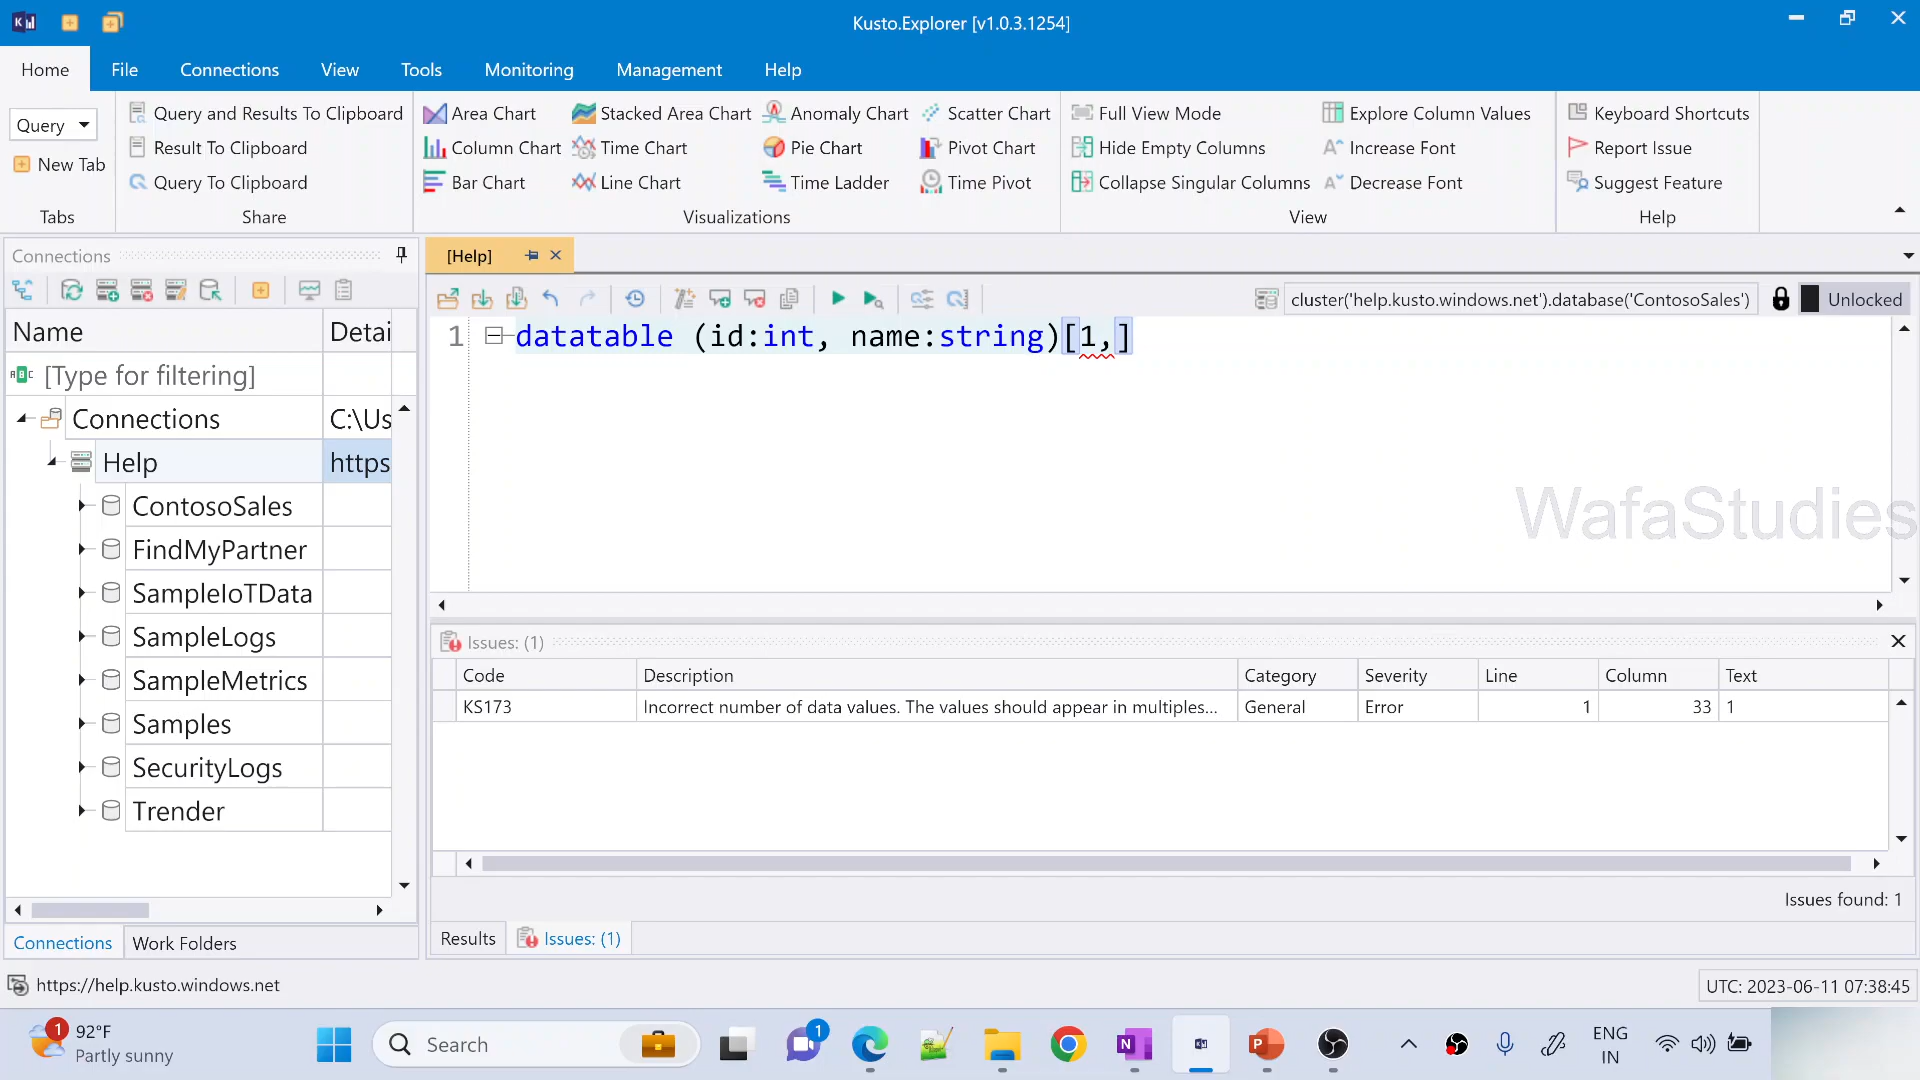 Kusto.Explorer [v1.0.3.1254]
Home File Connections View Tools Monitoring Management Help
Query
New Tab
Tabs
Query and Results To Clipboard
Result To Clipboard
Query To Clipboard
Share
Area Chart Stacked Area Chart Anomaly Chart Scatter Chart
Column Chart Time Chart Pie Chart Pivot Chart
Bar Chart Line Chart Time Ladder Time Pivot
Visualizations
Full View Mode Explore Column Values
Hide Empty Columns Increase Font
Collapse Singular Columns Decrease Font
View
Keyboard Shortcuts
Report Issue
Suggest Feature
Help
Connections
Name Detai
[Type for filtering]
Connections C:\Us
Help https
ContosoSales
FindMyPartner
SampleIoTData
SampleLogs
SampleMetrics
Samples
SecurityLogs
Trender
Connections Work Folders
[Help]
cluster('help.kusto.windows.net').database('ContosoSales') Unlocked
1 datatable (id:int, name:string)[1,]
WafaStudies
Issues: (1)
Code Description Category Severity Line Column Text
KS173 Incorrect number of data values. The values should appear in multiples... General Error 1 33 1
Issues found: 1
Results Issues: (1)
https://help.kusto.windows.net
UTC: 2023-06-11 07:38:45
1 92°F
Partly sunny
Search
1
ENG
IN